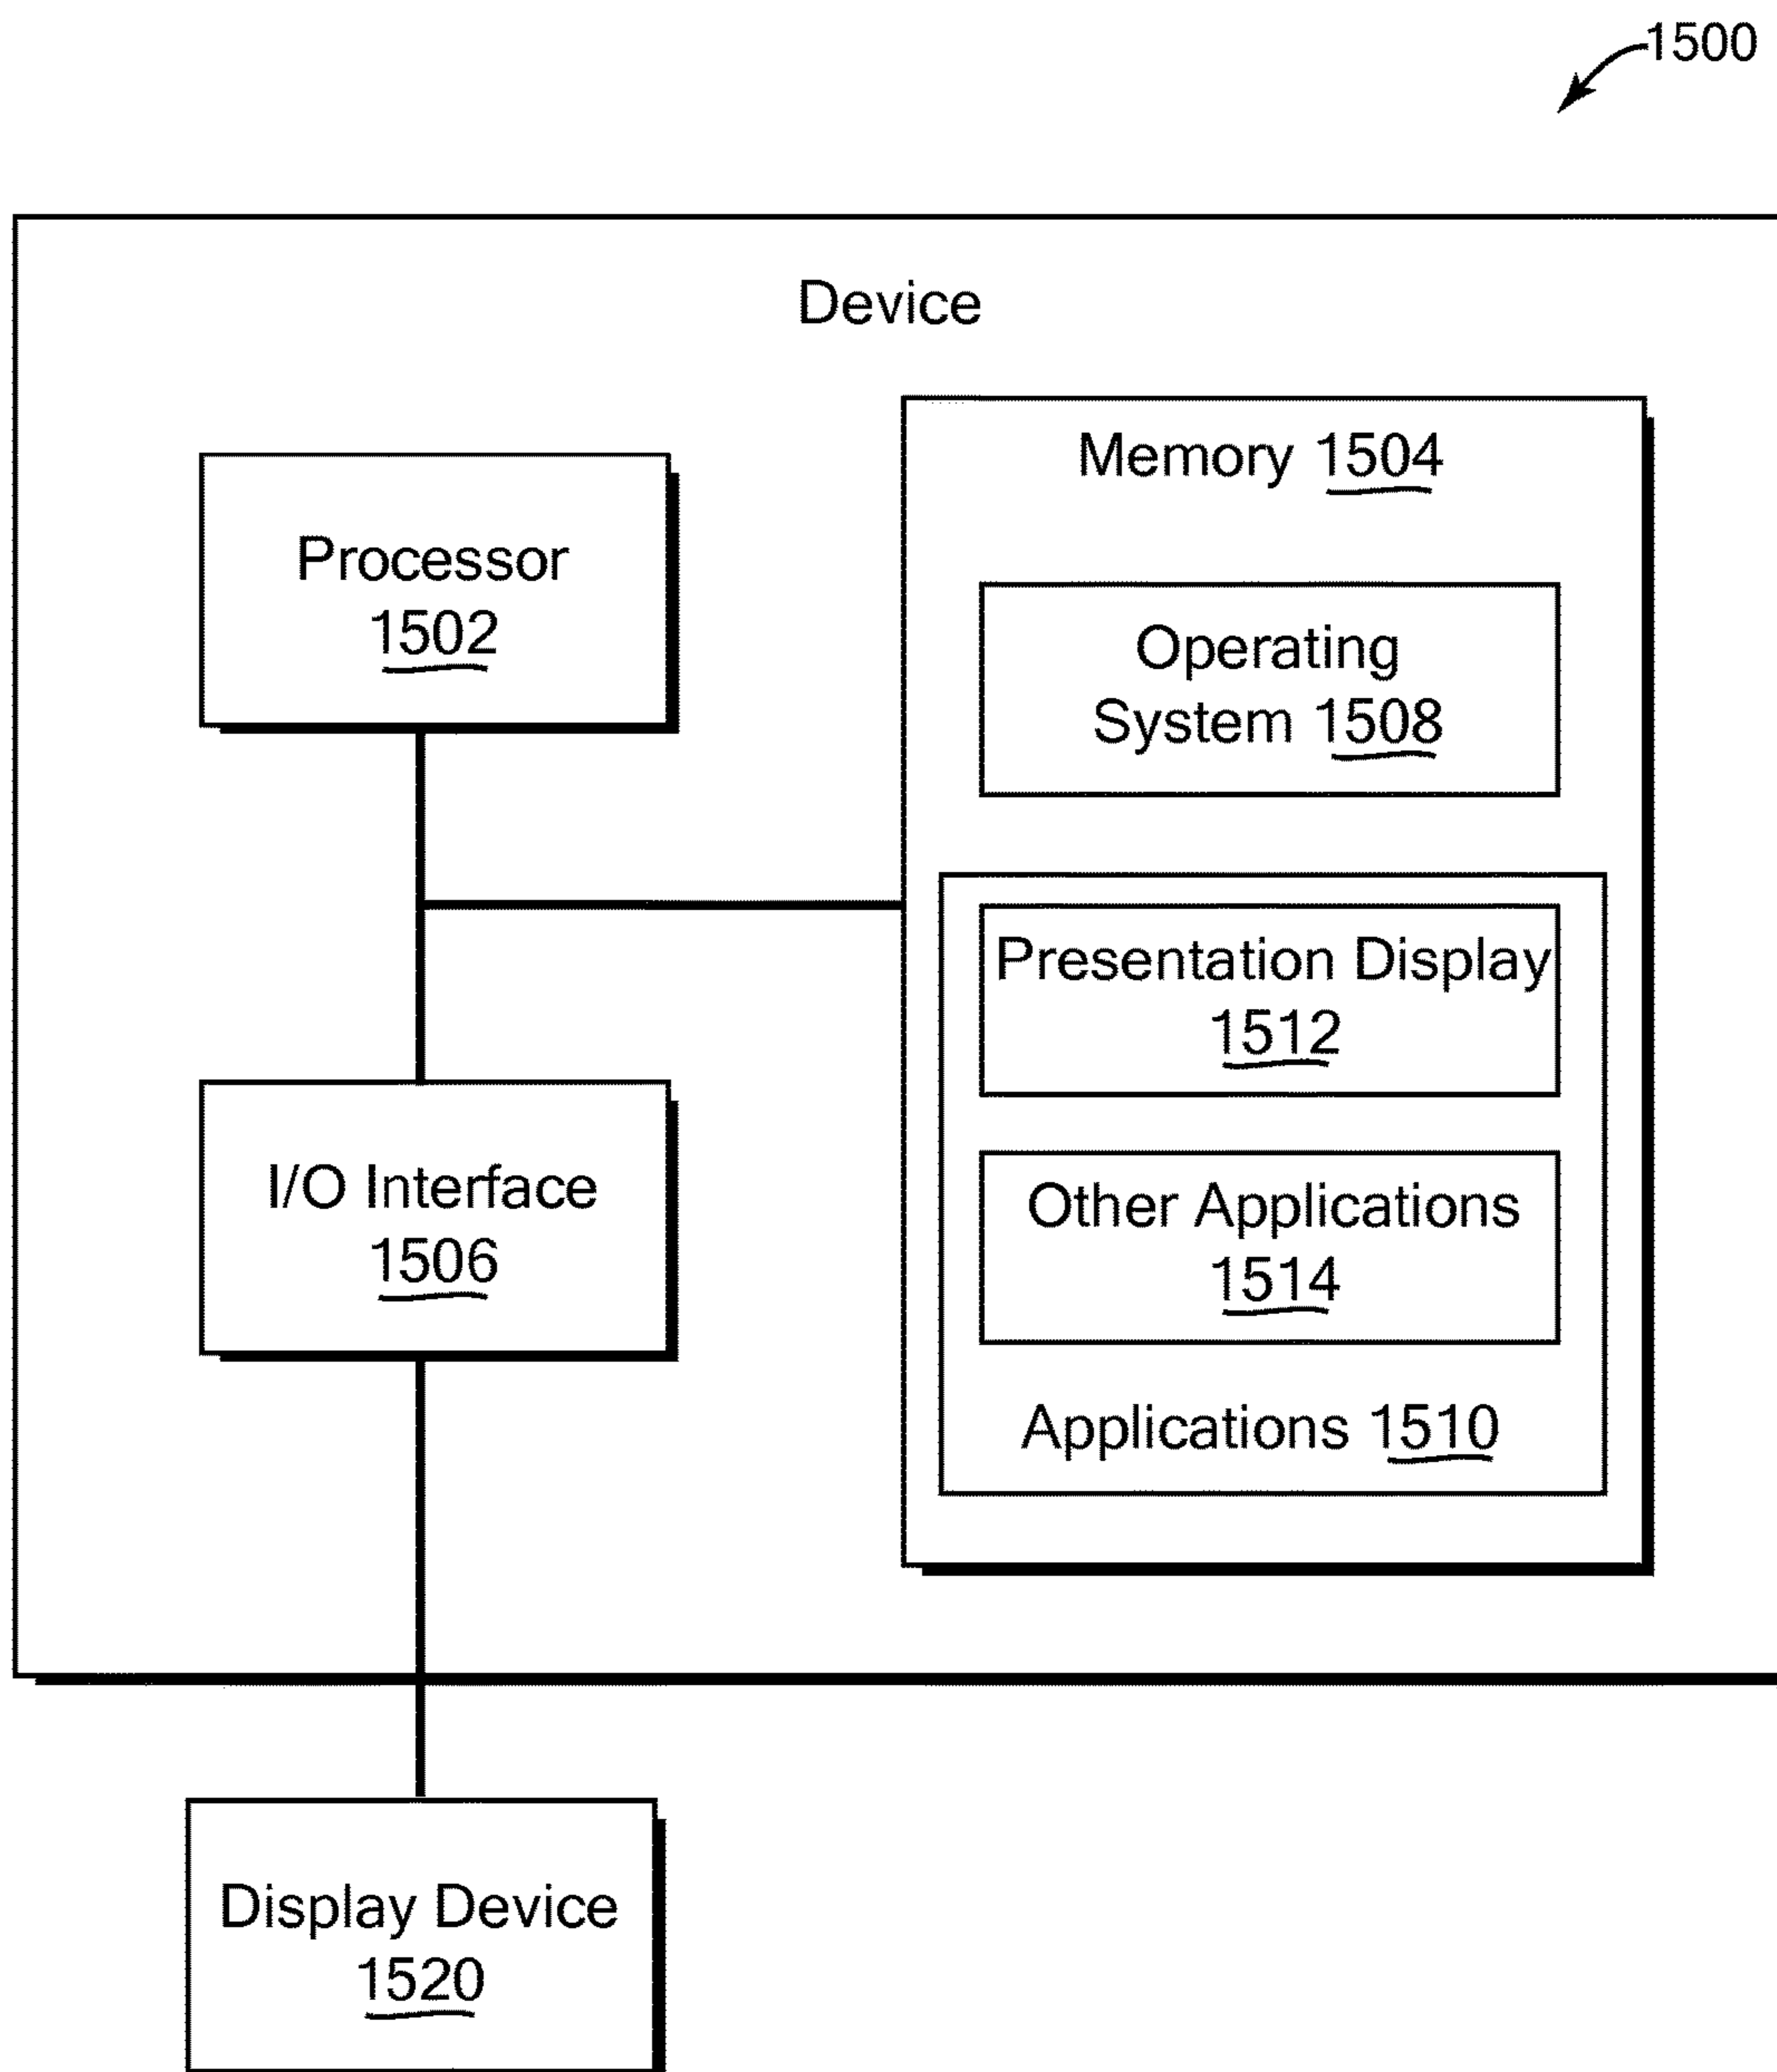 1500
Device
Memory 1504
Processor
1502
Operating
System 1508
Presentation Display
1512
I/O Interface
1506
Other Applications
1514
Applications 1510
Display Device
1520